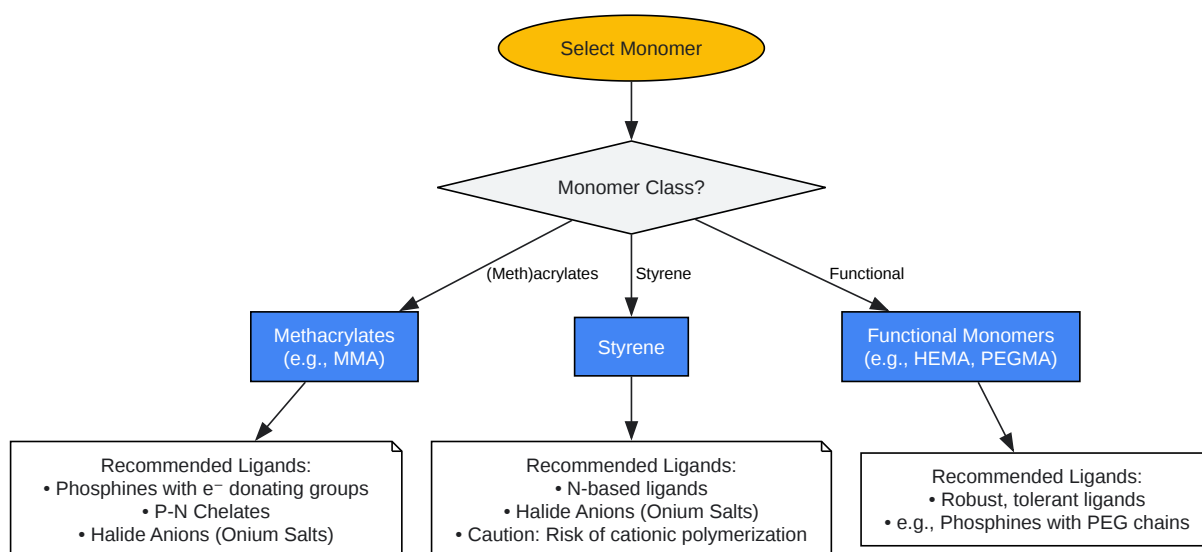 Select Monomer
Monomer Class?
(Meth)acrylates
Styrene
Functional
Methacrylates
(e.g., MMA)
Styrene
Functional Monomers
(e.g., HEMA, PEGMA)
Recommended Ligands:
• Phosphines with e⁻ donating groups
• P-N Chelates
• Halide Anions (Onium Salts)
Recommended Ligands:
• N-based ligands
• Halide Anions (Onium Salts)
• Caution: Risk of cationic polymerization
Recommended Ligands:
• Robust, tolerant ligands
• e.g., Phosphines with PEG chains